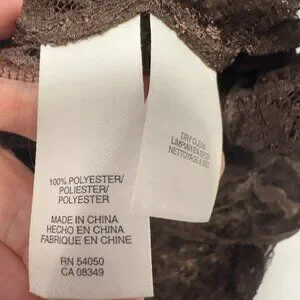 100% POLYESTER/
POLIESTER/
POLYESTER
MADE IN CHINA
HECHO EN CHINA
FABRIQUE EN CHINE
RN 54050
CA 08349
DRY CLEAN
LIMPIAR EN SECO
NETTOYAGE A SEC